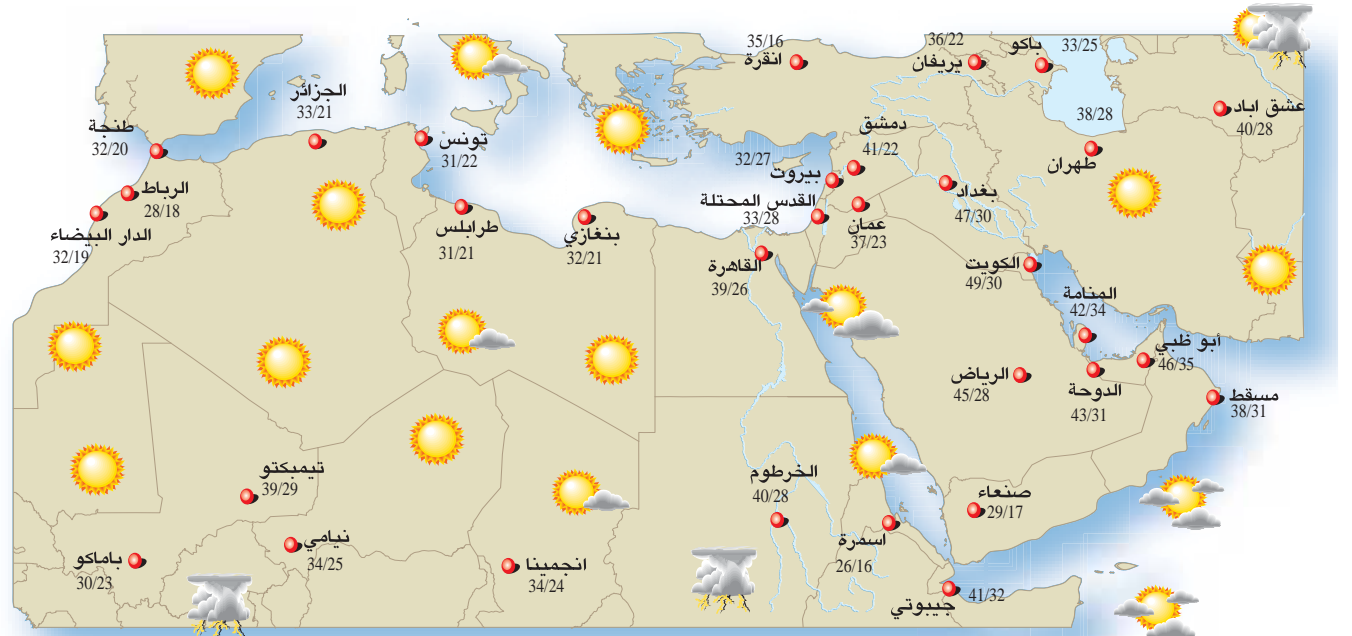 35/16
انقرة
36/22
يريفان
باكو
33/25
عشق اباد
40/28
38/28
طهران
الجزائر
33/21
طنجة
32/20
تونس
31/22
دمشق
41/22
32/27
بيروت
بغداد
47/30
الرباط
28/18
الدار البيضاء
32/19
طرابلس
31/21
بنغازي
32/21
القدس المحتلة
33/28
عمان
37/23
القاهرة
39/26
الكويت
49/30
المنامة
42/34
أبو ظبي
46/35
الرياض
45/28
الدوحة
43/31
مسقط
38/31
تيمبكتو
39/29
الخرطوم
40/28
صنعاء
29/17
اسمرة
26/16
نيامي
34/25
باماكو
30/23
انجمينا
34/24
جيبوتي
41/32